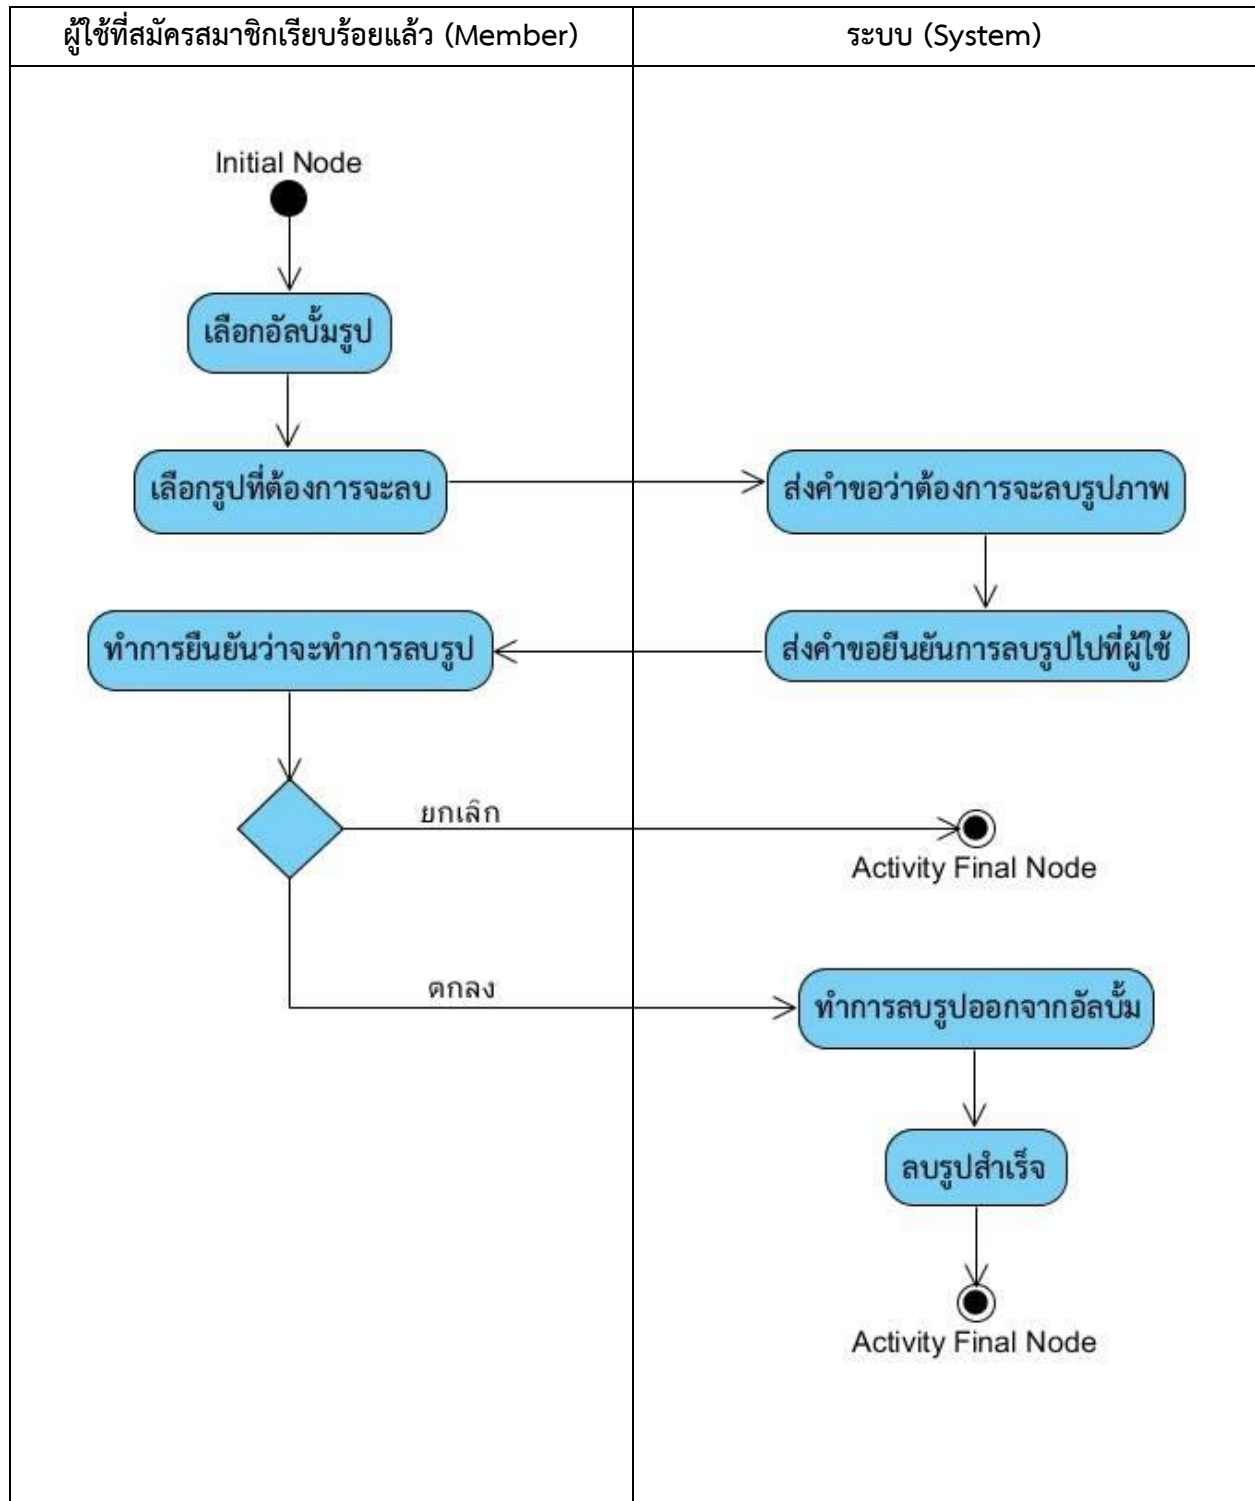 ผู้ใช้ที่สมัครสมาชิกเรียบร้อยแล้ว (Member)
ระบบ (System)
Initial Node
เลือกอัลบั้มรูป
เลือกรูปที่ต้องการจะลบ
ส่งคำขอว่าต้องการจะลบรูปภาพ
ทำการยืนยันว่าจะทำการลบรูป
ส่งคำขอยืนยันการลบรูปไปที่ผู้ใช้
ยกเลิก
Activity Final Node
ตกลง
ทำการลบรูปออกจากอัลบั้ม
ลบรูปสำเร็จ
Activity Final Node